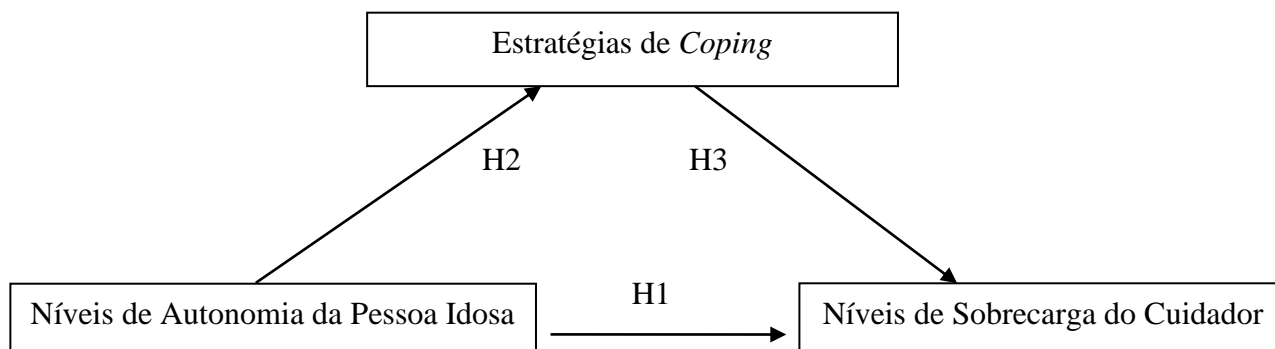 Estratégias de Coping
H2
H3
H1
Níveis de Autonomia da Pessoa Idosa
Níveis de Sobrecarga do Cuidador